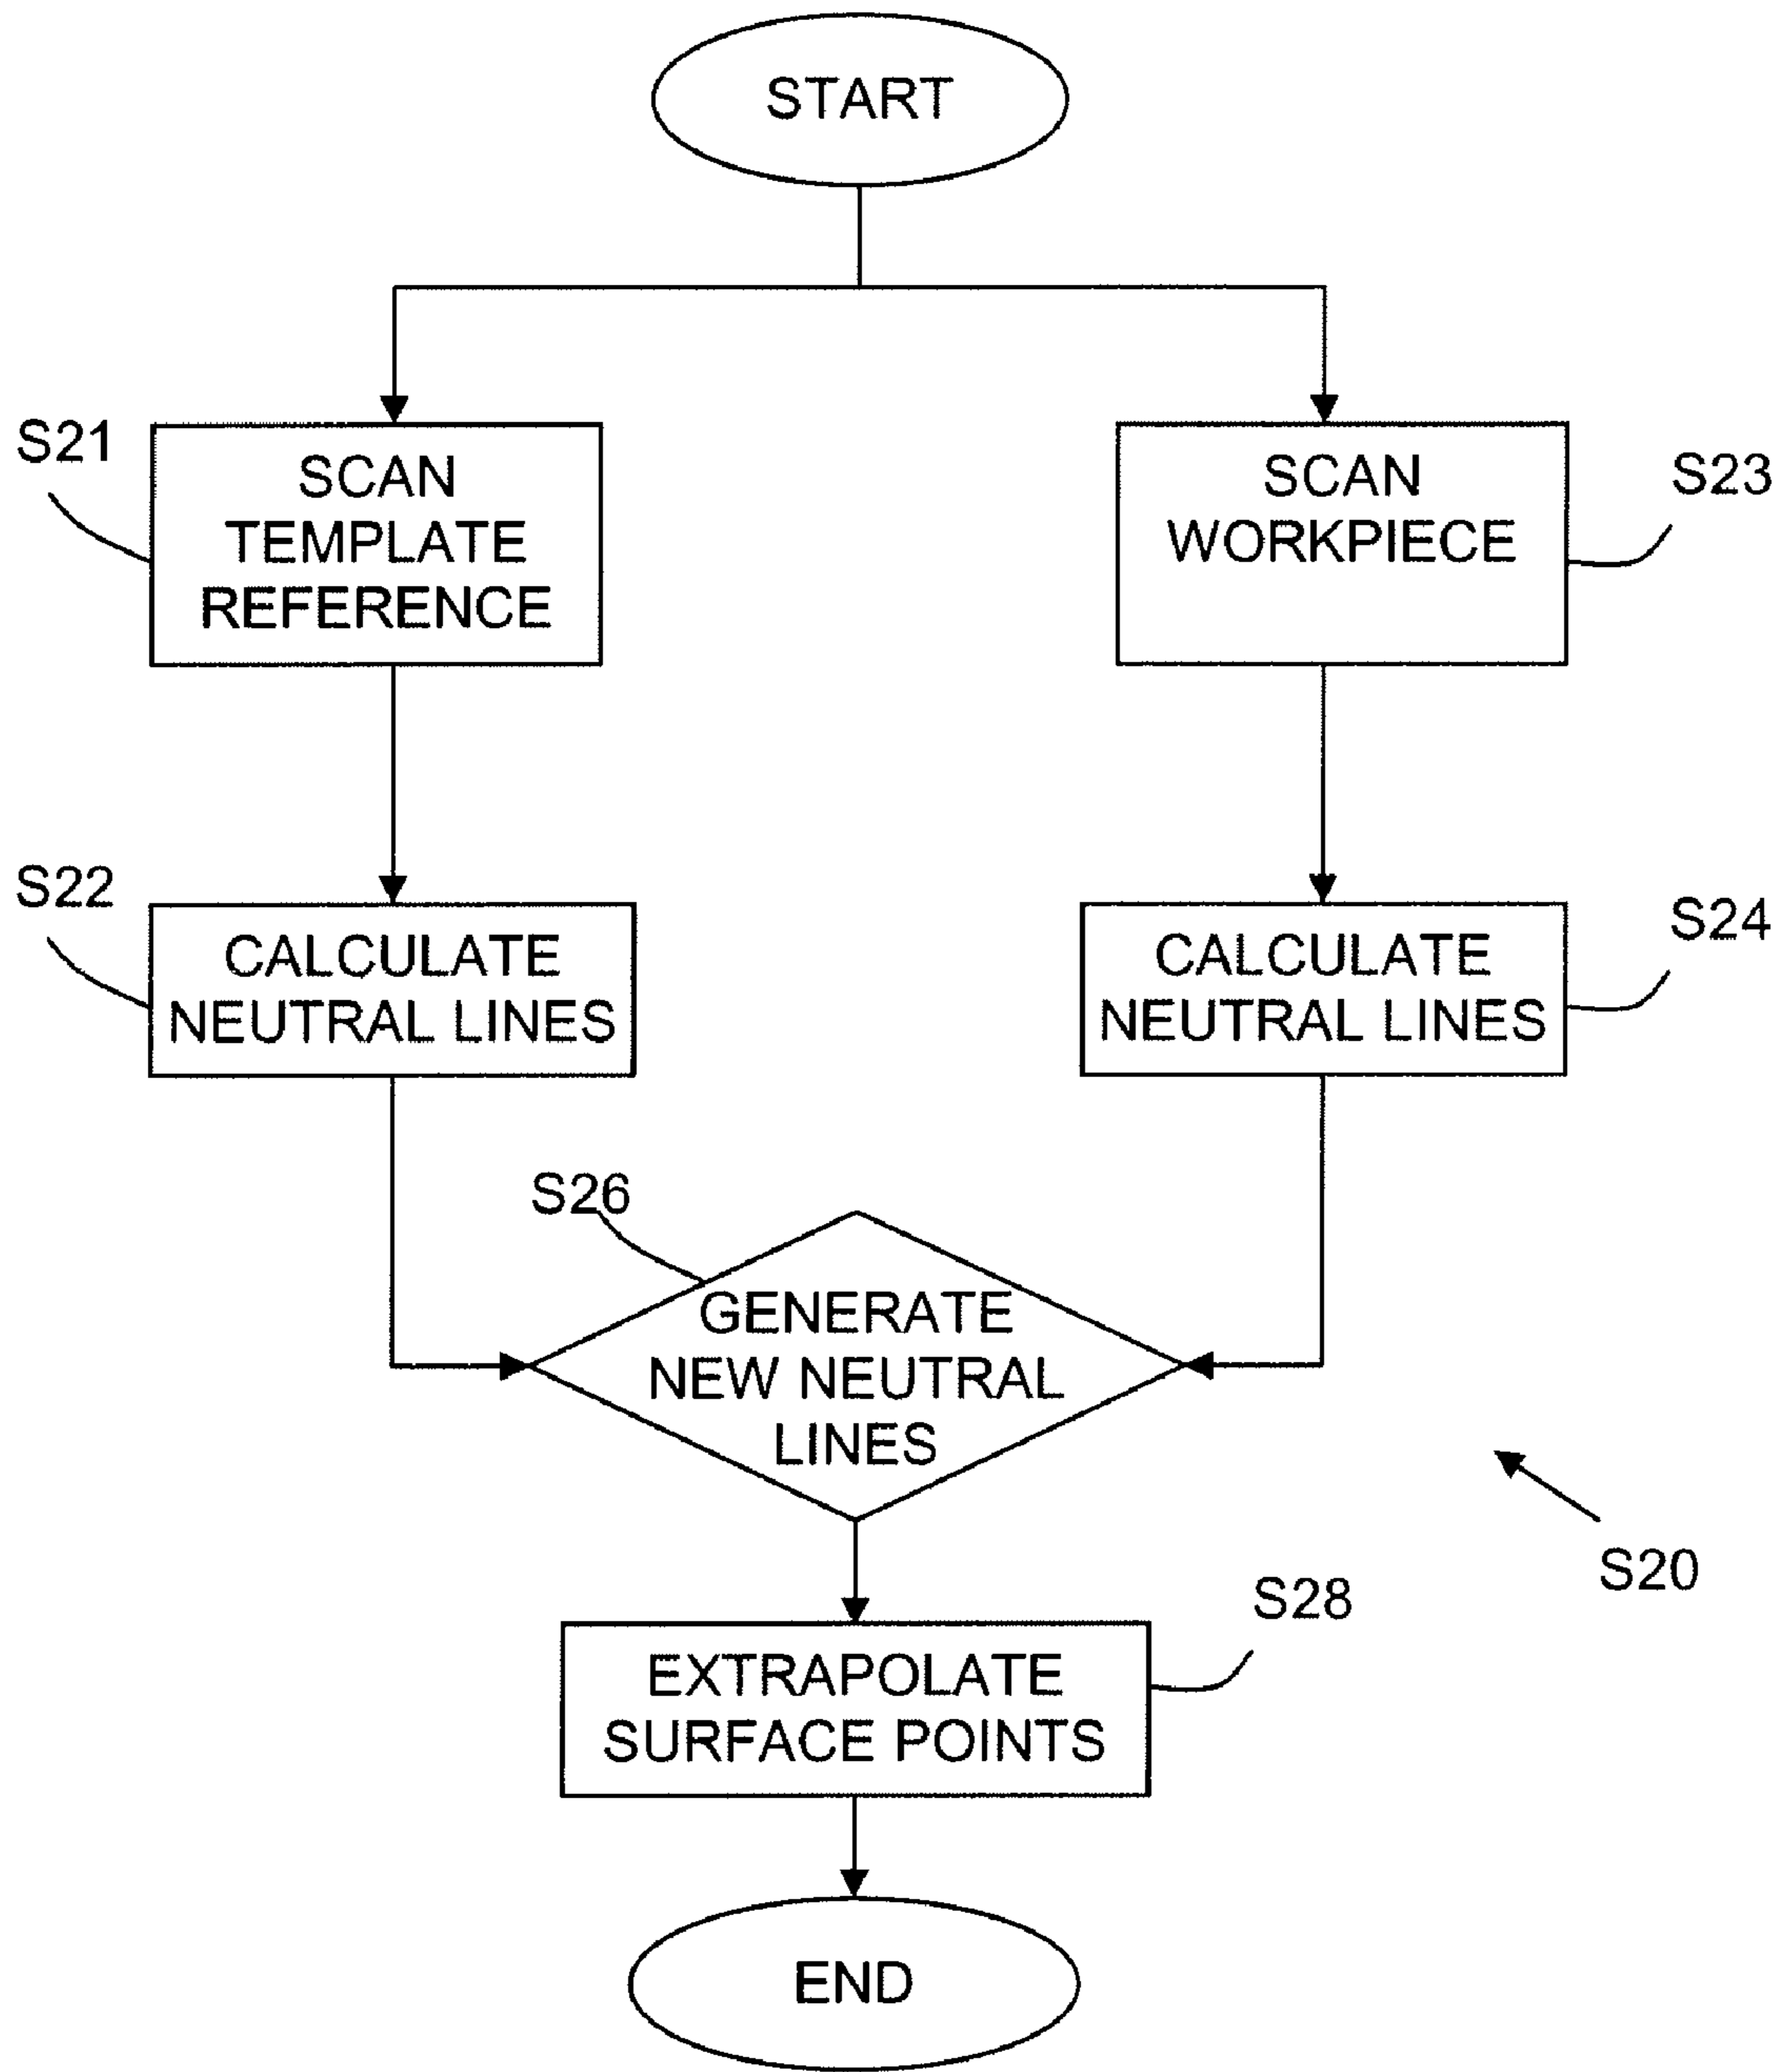 START
S21
SCAN
TEMPLATE
REFERENCE
SCAN
WORKPIECE
S23
S22
CALCULATE
NEUTRAL LINES
CALCULATE
NEUTRAL LINES
S24
S26
GENERATE
NEW NEUTRAL
LINES
S20
S28
EXTRAPOLATE
SURFACE POINTS
END